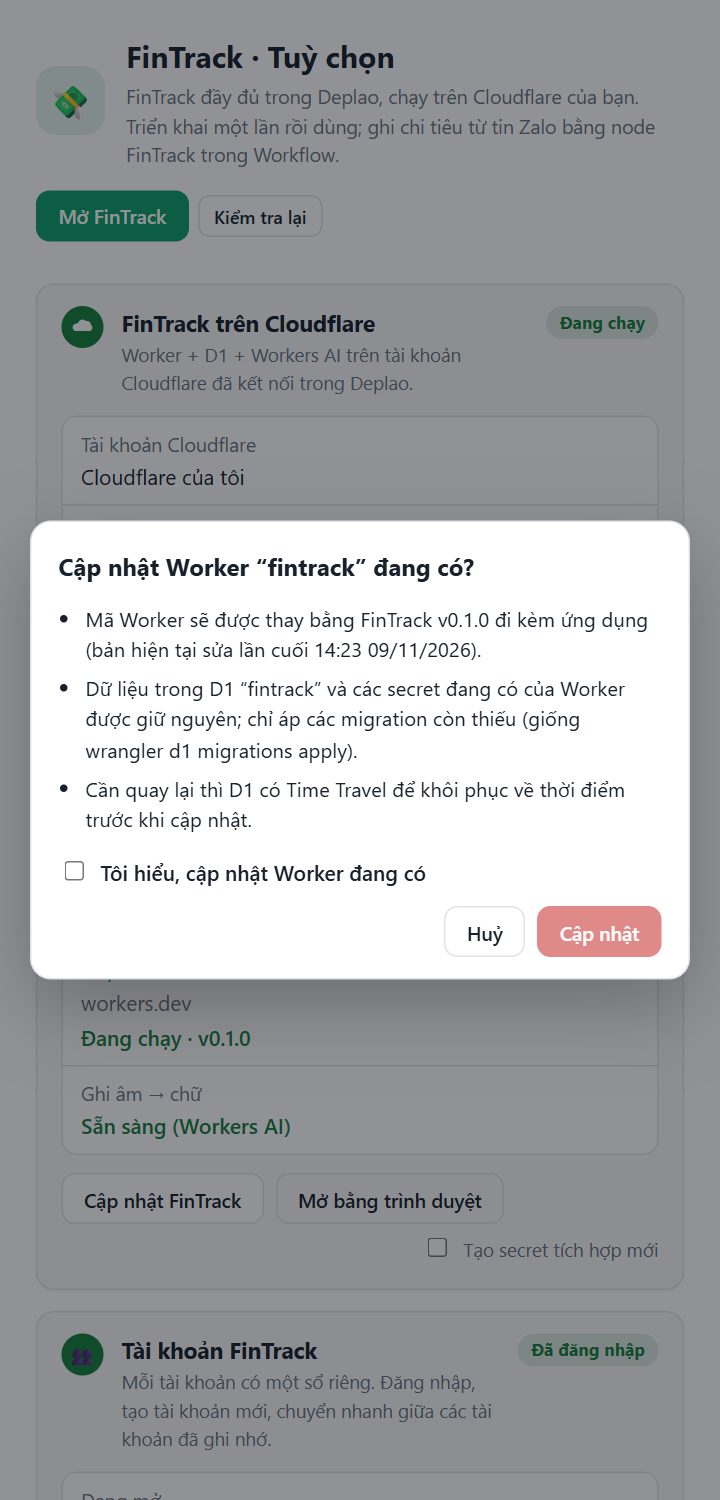 FinTrack · Tuỳ chọn
FinTrack đầy đủ trong Deplao, chạy trên Cloudflare của bạn.
Triển khai một lần rồi dùng; ghi chi tiêu từ tin Zalo bằng node
FinTrack trong Workflow.
Mở FinTrack
Kiểm tra lại
FinTrack trên Cloudflare
Đang chạy
Worker + D1 + Workers AI trên tài khoản
Cloudflare đã kết nối trong Deplao.
Tài khoản Cloudflare
Cloudflare của tôi
Cập nhật Worker “fintrack” đang có?
Mã Worker sẽ được thay bằng FinTrack v0.1.0 đi kèm ứng dụng
(bản hiện tại sửa lần cuối 14:23 09/11/2026).
Dữ liệu trong D1 “fintrack” và các secret đang có của Worker
được giữ nguyên; chỉ áp các migration còn thiếu (giống
wrangler d1 migrations apply).
Cần quay lại thì D1 có Time Travel để khôi phục về thời điểm
trước khi cập nhật.
Tôi hiểu, cập nhật Worker đang có
Huỷ
Cập nhật
workers.dev
Đang chạy · v0.1.0
Ghi âm → chữ
Sẵn sàng (Workers AI)
Cập nhật FinTrack
Mở bằng trình duyệt
Tạo secret tích hợp mới
Tài khoản FinTrack
Đã đăng nhập
Mỗi tài khoản có một sổ riêng. Đăng nhập,
tạo tài khoản mới, chuyển nhanh giữa các tài
khoản đã ghi nhớ.